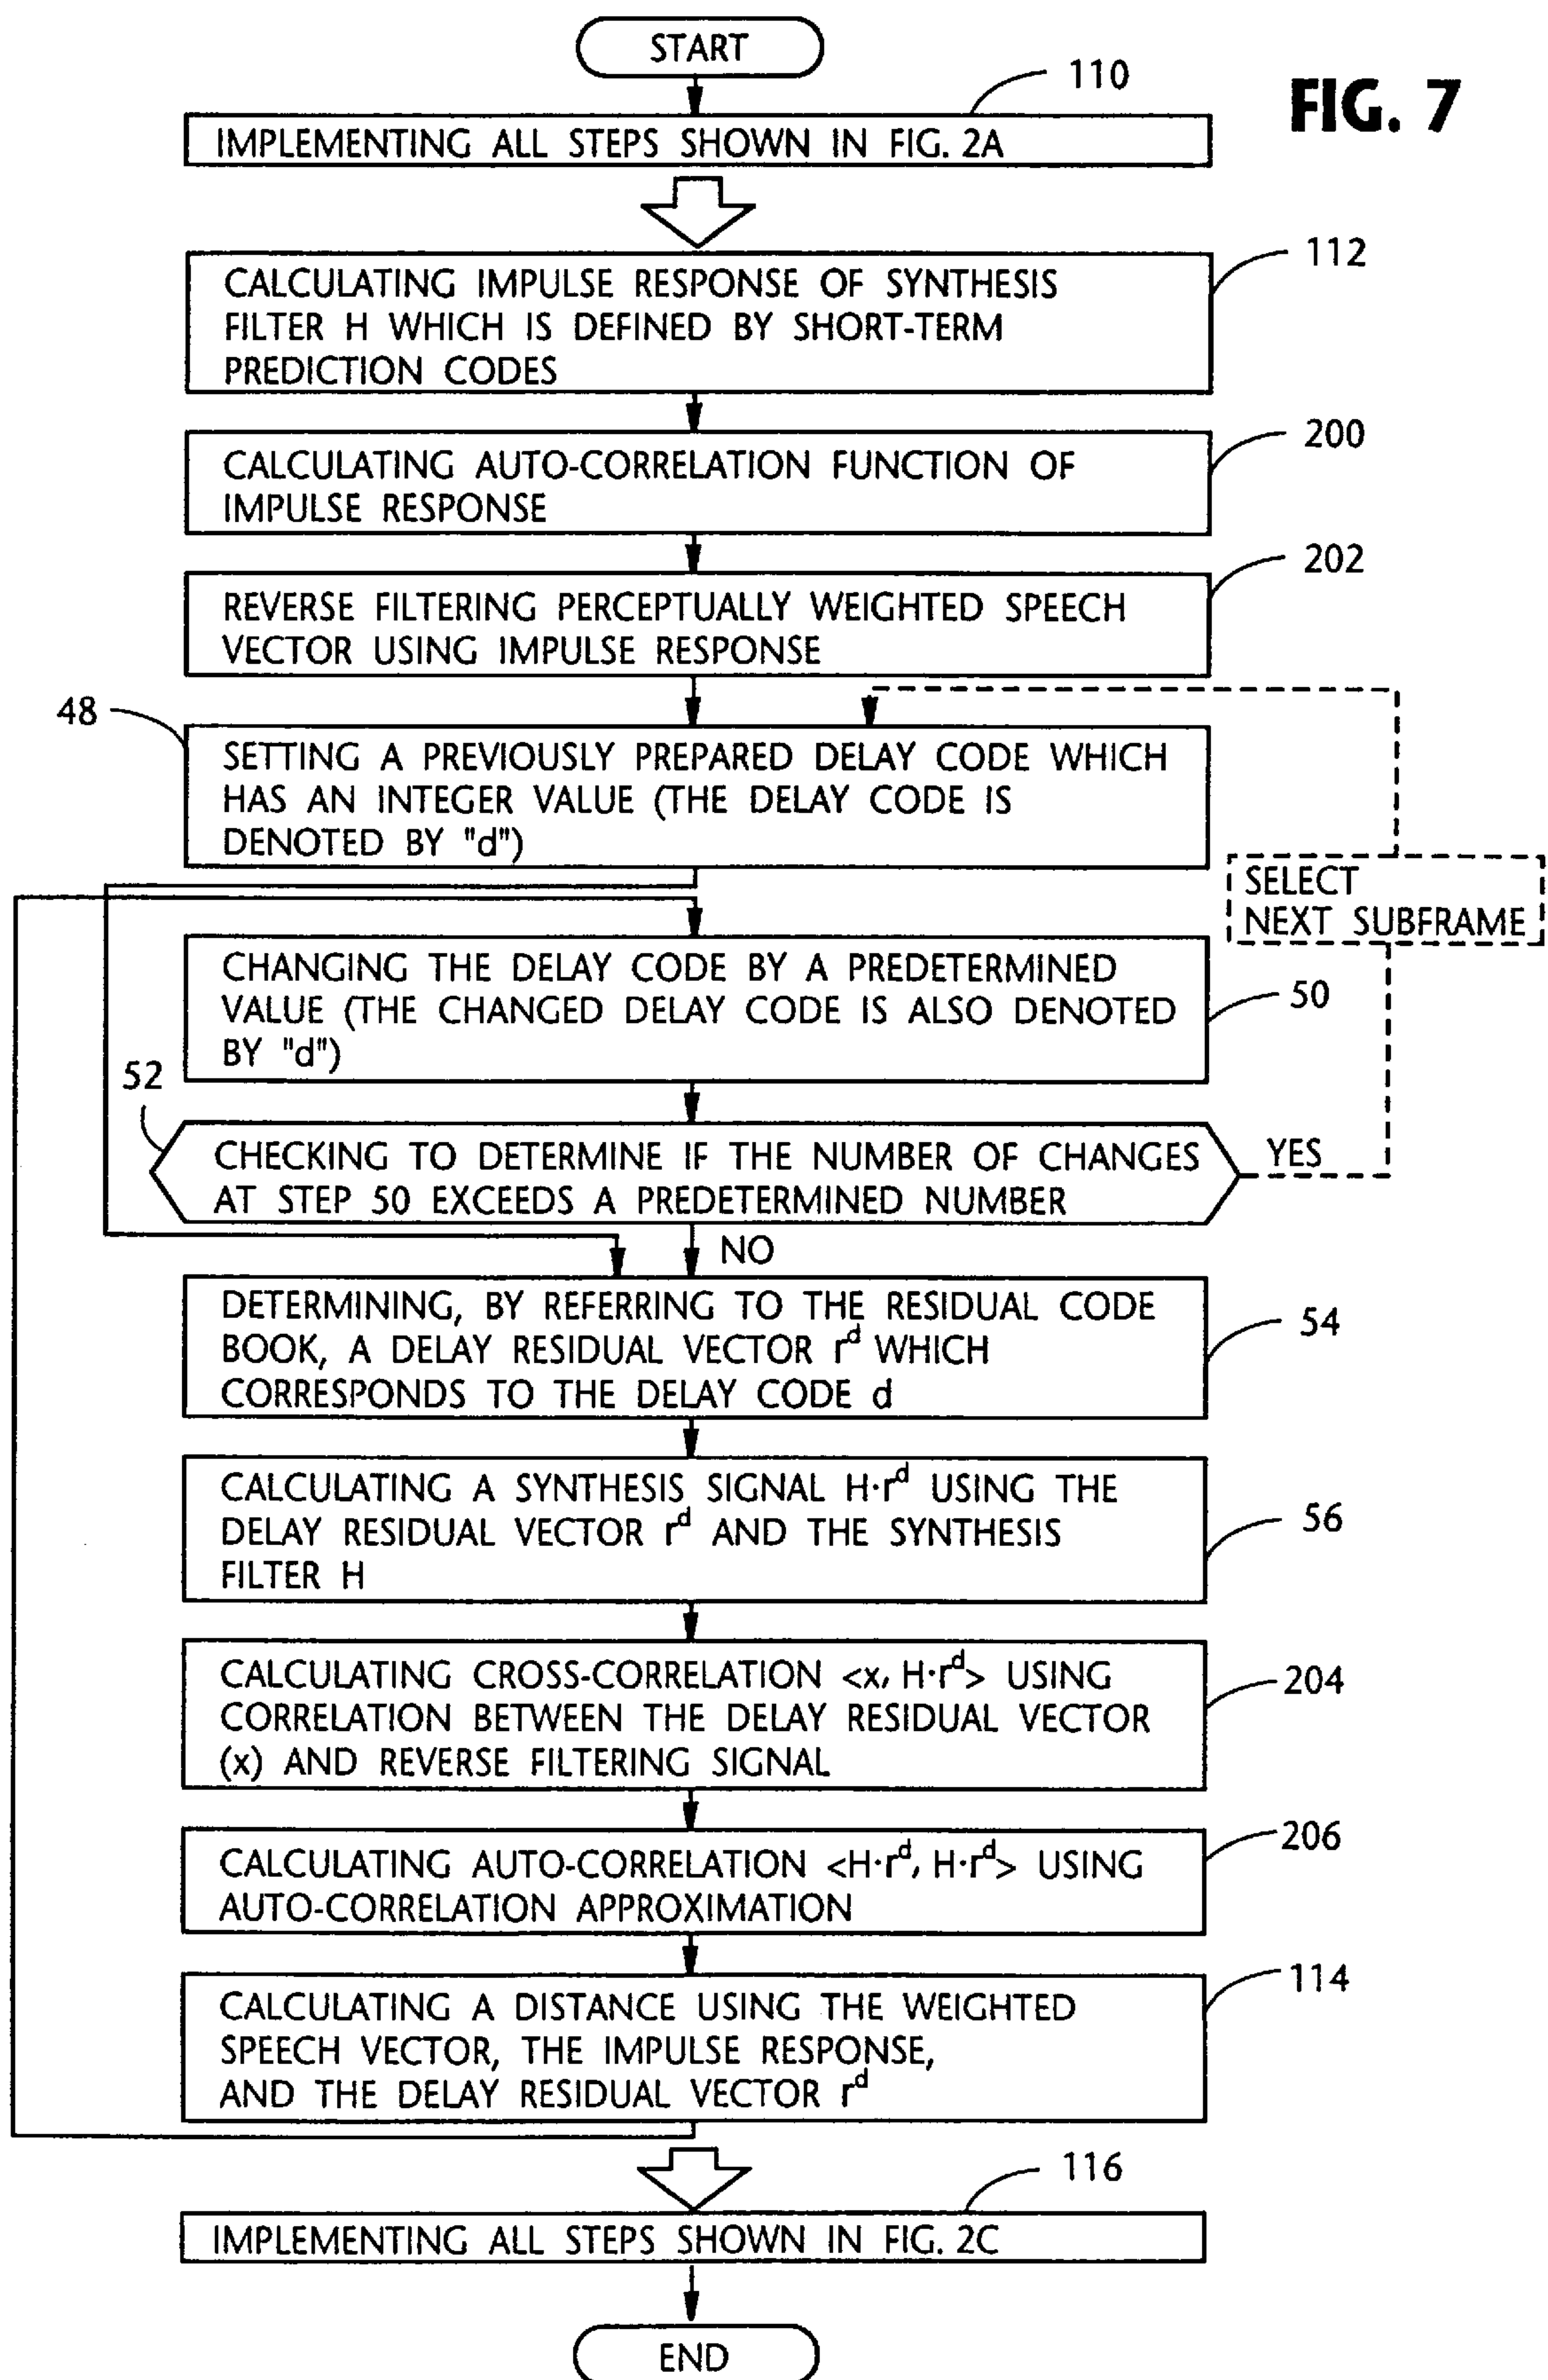 START
110
FIG. 7
IMPLEMENTING ALL STEPS SHOWN IN FIG. 2A
112
CALCULATING IMPULSE RESPONSE OF SYNTHESIS
FILTER H WHICH IS DEFINED BY SHORT-TERM
PREDICTION CODES
200
CALCULATING AUTO-CORRELATION FUNCTION OF
IMPULSE RESPONSE
202
REVERSE FILTERING PERCEPTUALLY WEIGHTED SPEECH
VECTOR USING IMPULSE RESPONSE
48
SETTING A PREVIOUSLY PREPARED DELAY CODE WHICH
HAS AN INTEGER VALUE (THE DELAY CODE IS
DENOTED BY "d")
SELECT
NEXT SUBFRAME
CHANGING THE DELAY CODE BY A PREDETERMINED
VALUE (THE CHANGED DELAY CODE IS ALSO DENOTED
BY "d")
50
52
CHECKING TO DETERMINE IF THE NUMBER OF CHANGES
AT STEP 50 EXCEEDS A PREDETERMINED NUMBER
YES
NO
DETERMINING, BY REFERRING TO THE RESIDUAL CODE
BOOK, A DELAY RESIDUAL VECTOR r^d WHICH
CORRESPONDS TO THE DELAY CODE d
54
CALCULATING A SYNTHESIS SIGNAL H·r^d USING THE
DELAY RESIDUAL VECTOR r^d AND THE SYNTHESIS
FILTER H
56
CALCULATING CROSS-CORRELATION <x, H·r^d> USING
CORRELATION BETWEEN THE DELAY RESIDUAL VECTOR
(x) AND REVERSE FILTERING SIGNAL
204
CALCULATING AUTO-CORRELATION <H·r^d, H·r^d> USING
AUTO-CORRELATION APPROXIMATION
206
CALCULATING A DISTANCE USING THE WEIGHTED
SPEECH VECTOR, THE IMPULSE RESPONSE,
AND THE DELAY RESIDUAL VECTOR r^d
114
116
IMPLEMENTING ALL STEPS SHOWN IN FIG. 2C
END